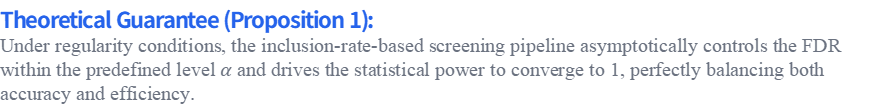 Theoretical Guarantee (Proposition 1):
Under regularity conditions, the inclusion-rate-based screening pipeline asymptotically controls the FDR
within the predefined level α and drives the statistical power to converge to 1, perfectly balancing both
accuracy and efficiency.